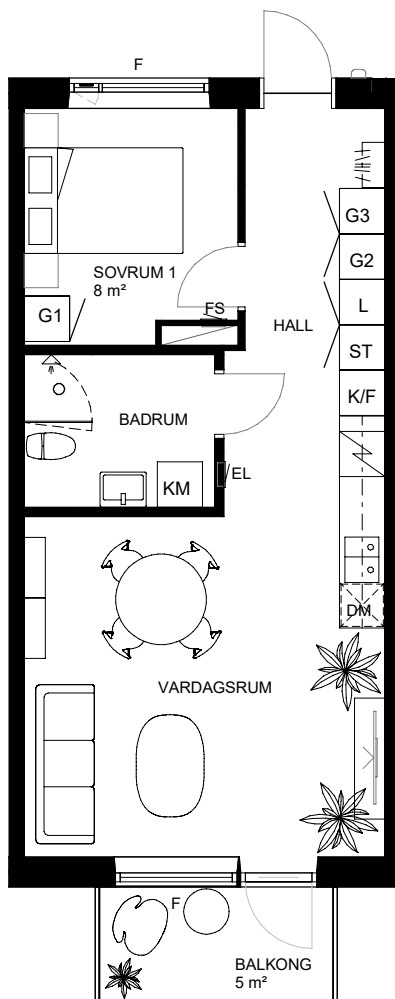 F
G3
G2
SOVRUM 1
8 m²
L
G1
FS
HALL
ST
K/F
BADRUM
EL
KM
DM
VARDAGSRUM
F
BALKONG
5 m²